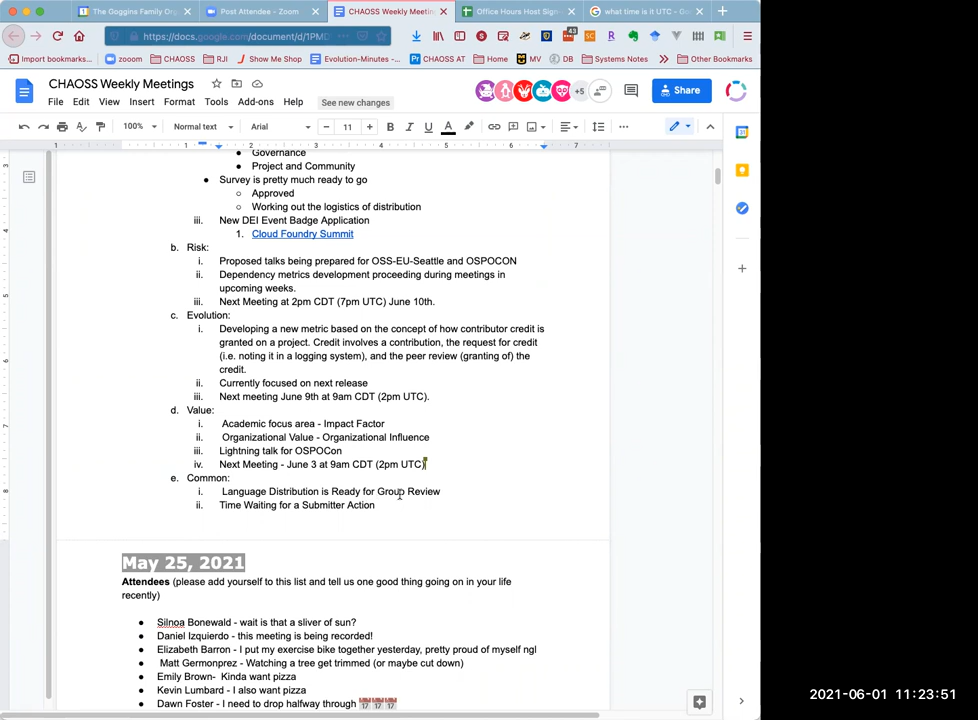 The Goggins Family Org
Post Attendee - Zoom
CHAOSS Weekly Meetin
Office Hours Host Sign
what time is it UTC - Go
https://docs.google.com/document/d/1PMD
43
Import bookmarks...
zooom
CHAOSS
RJI
Show Me Shop
Evolution-Minutes -...
CHAOSS AT
Home
MV
DB
Systems Notes
Other Bookmarks
CHAOSS Weekly Meetings
File Edit View Insert Format Tools Add-ons Help
See new changes
+5
Share
100%
Normal text
Arial
11
1 1 2 3 4 5 6 7
Governance
Project and Community
Survey is pretty much ready to go
Approved
Working out the logistics of distribution
iii. New DEI Event Badge Application
1. Cloud Foundry Summit
b. Risk:
i. Proposed talks being prepared for OSS-EU-Seattle and OSPOCON
ii. Dependency metrics development proceeding during meetings in
upcoming weeks.
iii. Next Meeting at 2pm CDT (7pm UTC) June 10th.
c. Evolution:
i. Developing a new metric based on the concept of how contributor credit is
granted on a project. Credit involves a contribution, the request for credit
(i.e. noting it in a logging system), and the peer review (granting of) the
credit.
ii. Currently focused on next release
iii. Next meeting June 9th at 9am CDT (2pm UTC).
d. Value:
i. Academic focus area - Impact Factor
ii. Organizational Value - Organizational Influence
iii. Lightning talk for OSPOCon
iv. Next Meeting - June 3 at 9am CDT (2pm UTC)
e. Common:
i. Language Distribution is Ready for Group Review
ii. Time Waiting for a Submitter Action
May 25, 2021
Attendees (please add yourself to this list and tell us one good thing going on in your life
recently)
Silnoa Bonewald - wait is that a sliver of sun?
Daniel Izquierdo - this meeting is being recorded!
Elizabeth Barron - I put my exercise bike together yesterday, pretty proud of myself ngl
Matt Germonprez - Watching a tree get trimmed (or maybe cut down)
Emily Brown- Kinda want pizza
Kevin Lumbard - I also want pizza
Dawn Foster - I need to drop halfway through
2021-06-01 11:23:51